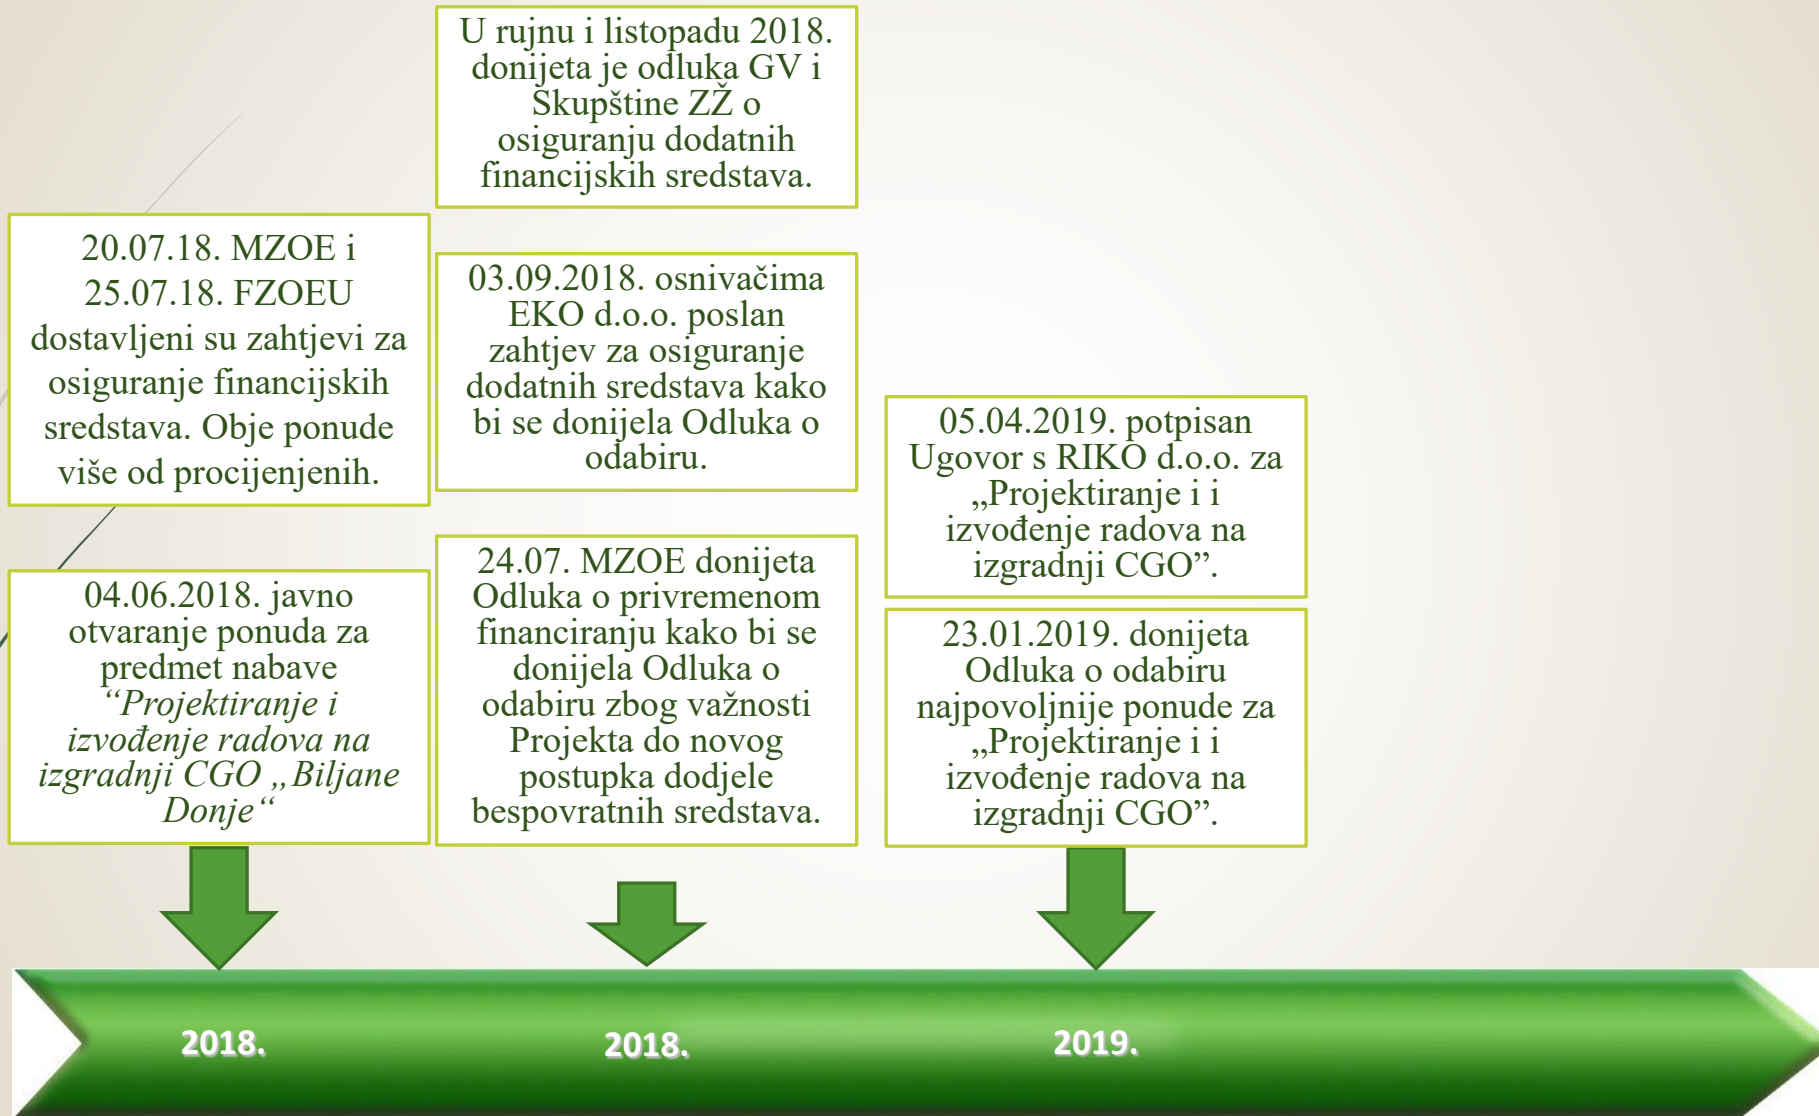 U rujnu i listopadu 2018.
donijeta je odluka GV i
Skupštine ZŽ o
osiguranju dodatnih
financijskih sredstava.
20.07.18. MZOE i
25.07.18. FZOEU
dostavljeni su zahtjevi za
osiguranje financijskih
sredstava. Obje ponude
više od procijenjenih.
03.09.2018. osnivačima
EKO d.o.o. poslan
zahtjev za osiguranje
dodatnih sredstava kako
bi se donijela Odluka o
odabiru.
05.04.2019. potpisan
Ugovor s RIKO d.o.o. za
„Projektiranje i i
izvođenje radova na
izgradnji CGO”.
04.06.2018. javno
otvaranje ponuda za
predmet nabave
“Projektiranje i
izvođenje radova na
izgradnji CGO „Biljane
Donje“
24.07. MZOE donijeta
Odluka o privremenom
financiranju kako bi se
donijela Odluka o
odabiru zbog važnosti
Projekta do novog
postupka dodjele
bespovratnih sredstava.
23.01.2019. donijeta
Odluka o odabiru
najpovoljnije ponude za
„Projektiranje i i
izvođenje radova na
izgradnji CGO”.
2018.
2018.
2019.